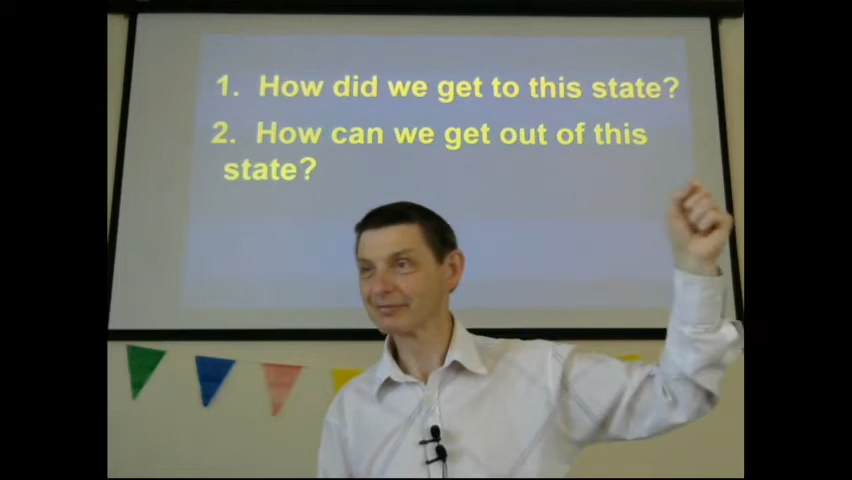 1. How did we get to this state?
2. How can we get out of this
state?